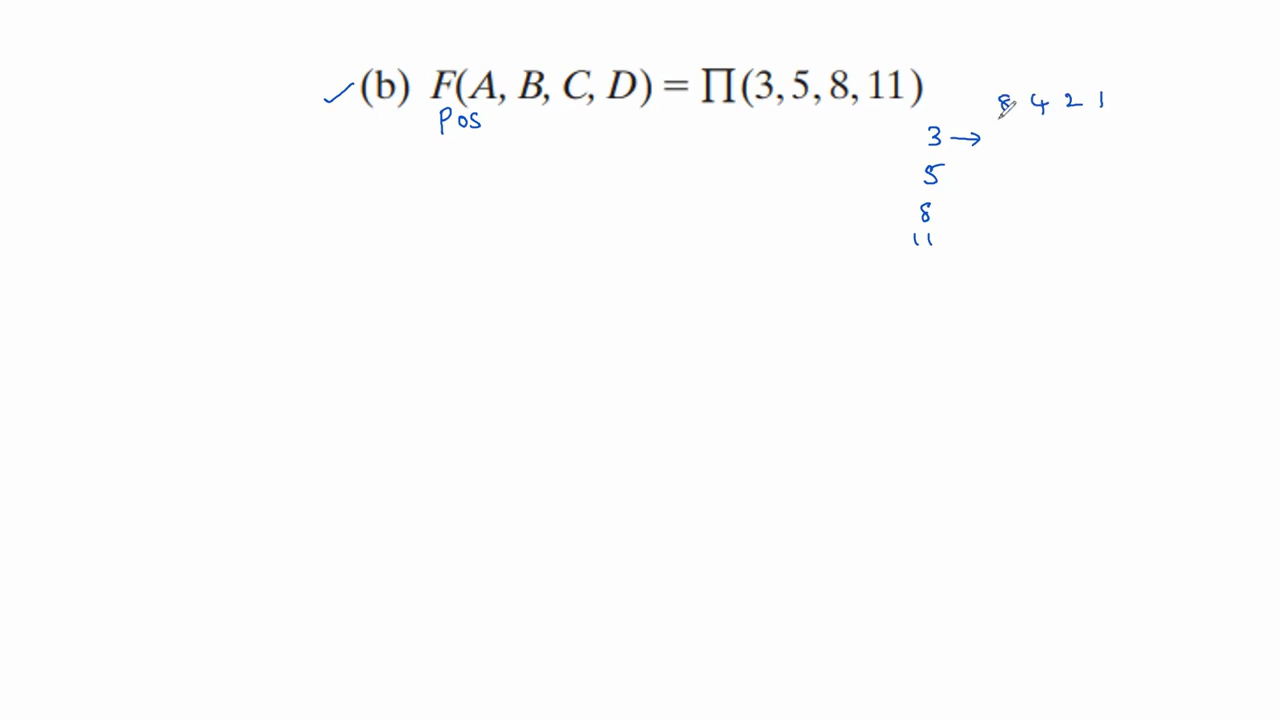 ✓(b) F(A, B, C, D) = ∏(3, 5, 8, 11)
POS
8 4 2 1
3 →
5
8
11